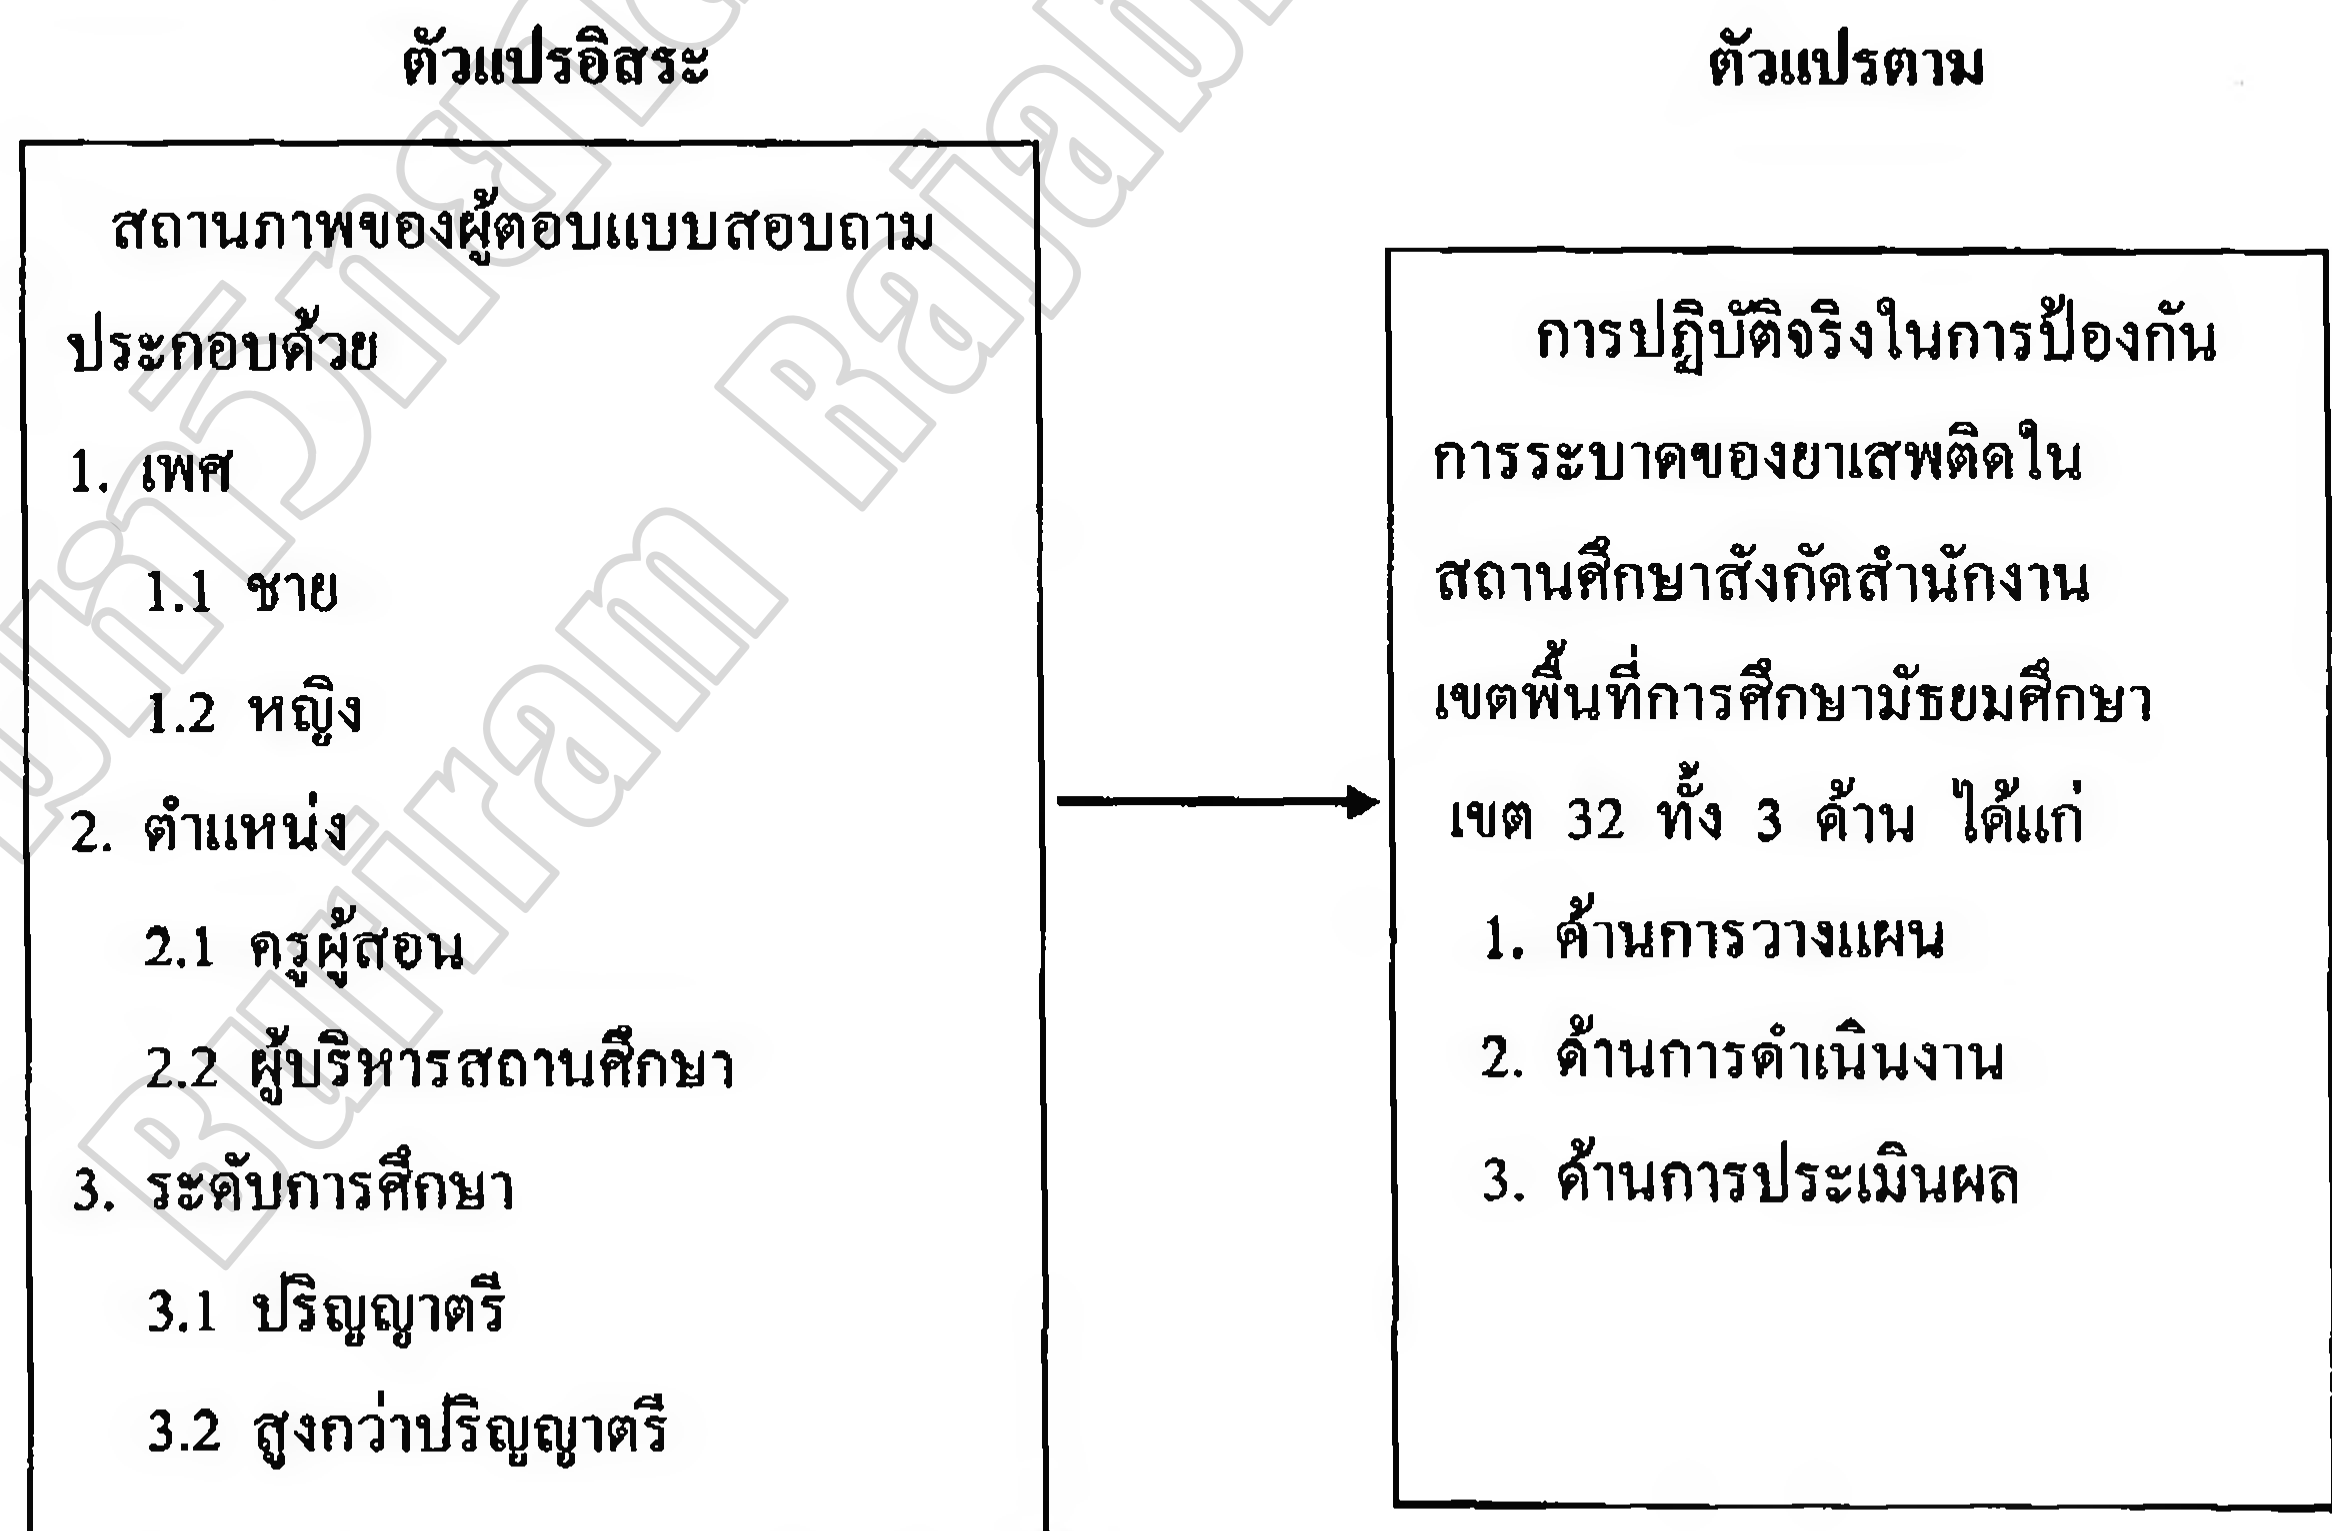 ตัวแปรอิสระ
สถานภาพของผู้ตอบแบบสอบถาม
ประกอบด้วย
1. เพศ
1.1 ชาย
1.2 หญิง
2. ตำแหน่ง
2.1 ครูผู้สอน
2.2 ผู้บริหารสถานศึกษา
3. ระดับการศึกษา
3.1 ปริญญาตรี
3.2 สูงกว่าปริญญาตรี
ตัวแปรตาม
การปฏิบัติจริงในการป้องกัน
การระบาดของยาเสพติดใน
สถานศึกษาสังกัดสำนักงาน
เขตพื้นที่การศึกษามัธยมศึกษา
เขต 32 ทั้ง 3 ด้าน ได้แก่
1. ด้านการวางแผน
2. ด้านการดำเนินงาน
3. ด้านการประเมินผล
Buriram